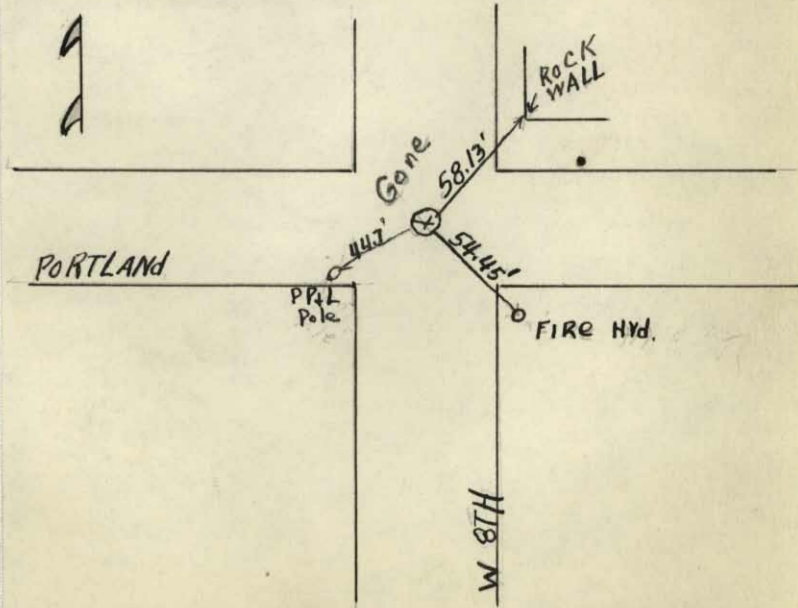 ROCK
WALL
Gone
58.13'
44.7'
54.45'
PORTLAND
PP&L
Pole
FIRE HYd.
W 8TH